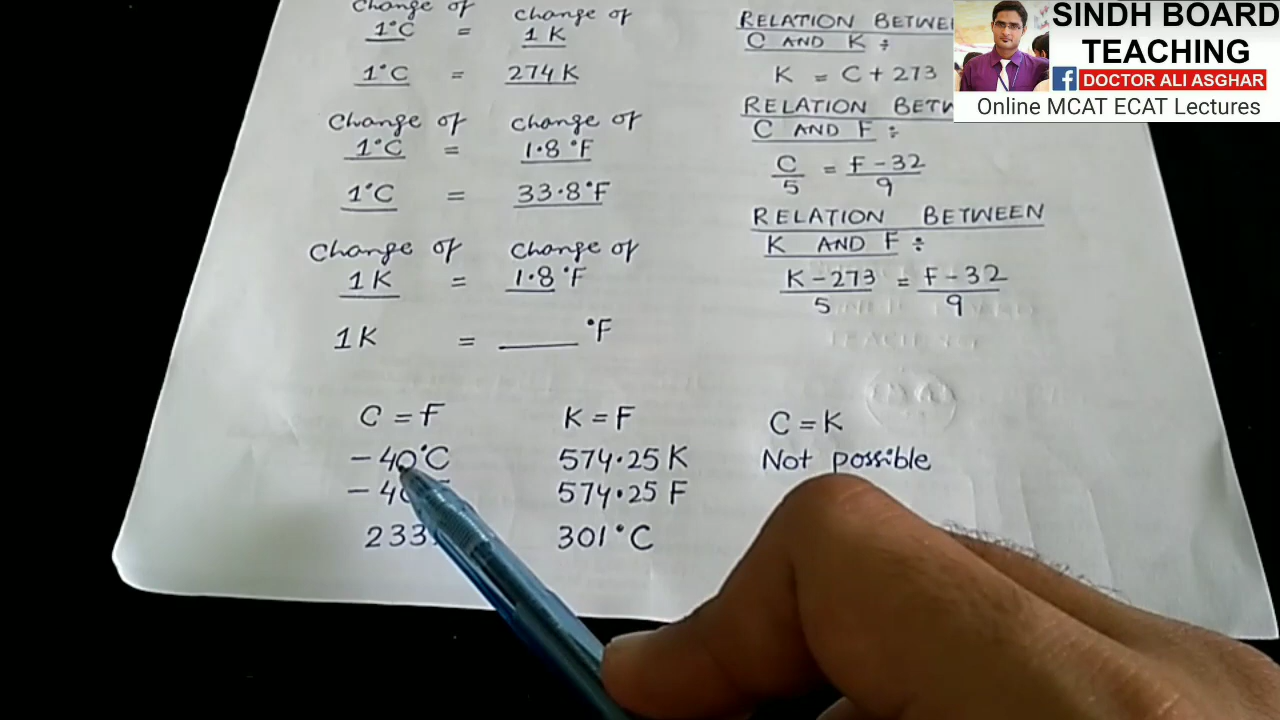 Change of change of
1°C = 1 K
1°C = 274 K
Change of change of
1°C = 1.8 °F
1°C = 33.8°F
Change of change of
1 K = 1.8 °F
1 K = ____ °F
C = F K = F C = K
– 40°C 574.25 K Not possible
– 40 574.25 F
233 301°C
RELATION
C AND K :
K = C + 273
RELATION
C AND F :
C/5 = F – 32/9
RELATION BETWEEN
K AND F :
K – 273/5 = F – 32/9
SINDH BOARD
TEACHING
f DOCTOR ALI ASGHAR
Online MCAT ECAT Lectures